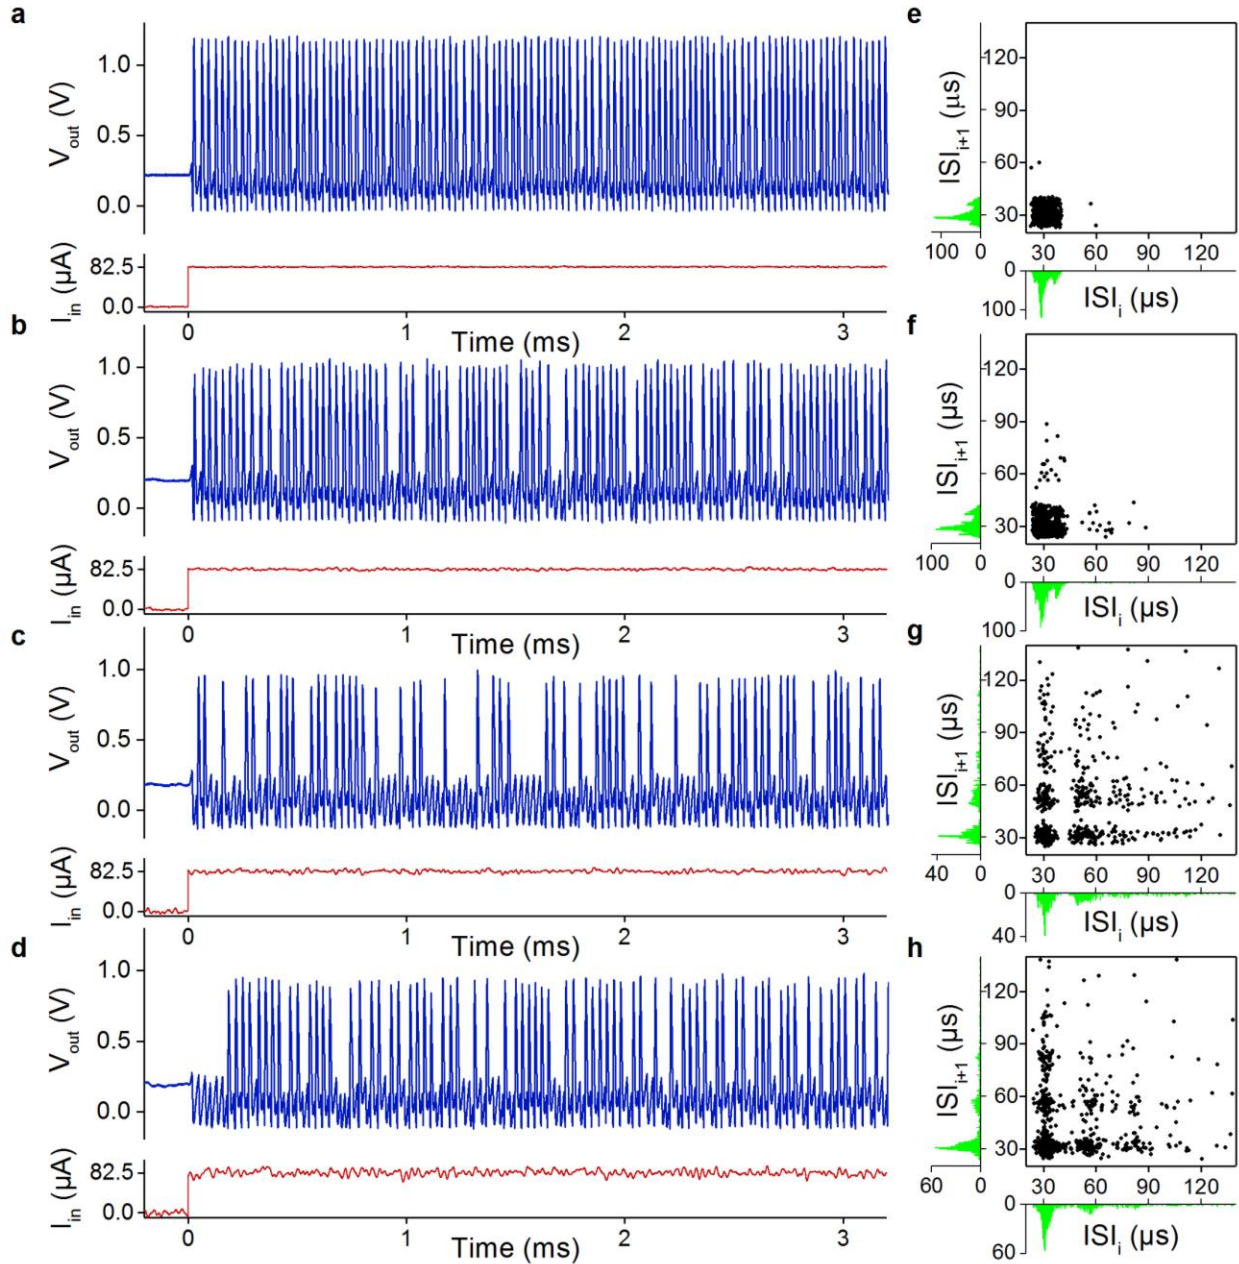 a
V_out (V)
1.0
0.5
0.0
I_in (µA)
82.5
0.0
0 1 2 3
Time (ms)
b
V_out (V)
1.0
0.5
0.0
I_in (µA)
82.5
0.0
0 1 2 3
Time (ms)
c
V_out (V)
1.0
0.5
0.0
I_in (µA)
82.5
0.0
0 1 2 3
Time (ms)
d
V_out (V)
1.0
0.5
0.0
I_in (µA)
82.5
0.0
0 1 2 3
Time (ms)
e
ISI_i+1 (µs)
120
90
60
30
100 0
30 60 90 120
0
100
ISI_i (µs)
f
ISI_i+1 (µs)
120
90
60
30
100 0
30 60 90 120
0
100
ISI_i (µs)
g
ISI_i+1 (µs)
120
90
60
30
40 0
30 60 90 120
0
40
ISI_i (µs)
h
ISI_i+1 (µs)
120
90
60
30
60 0
30 60 90 120
0
60
ISI_i (µs)